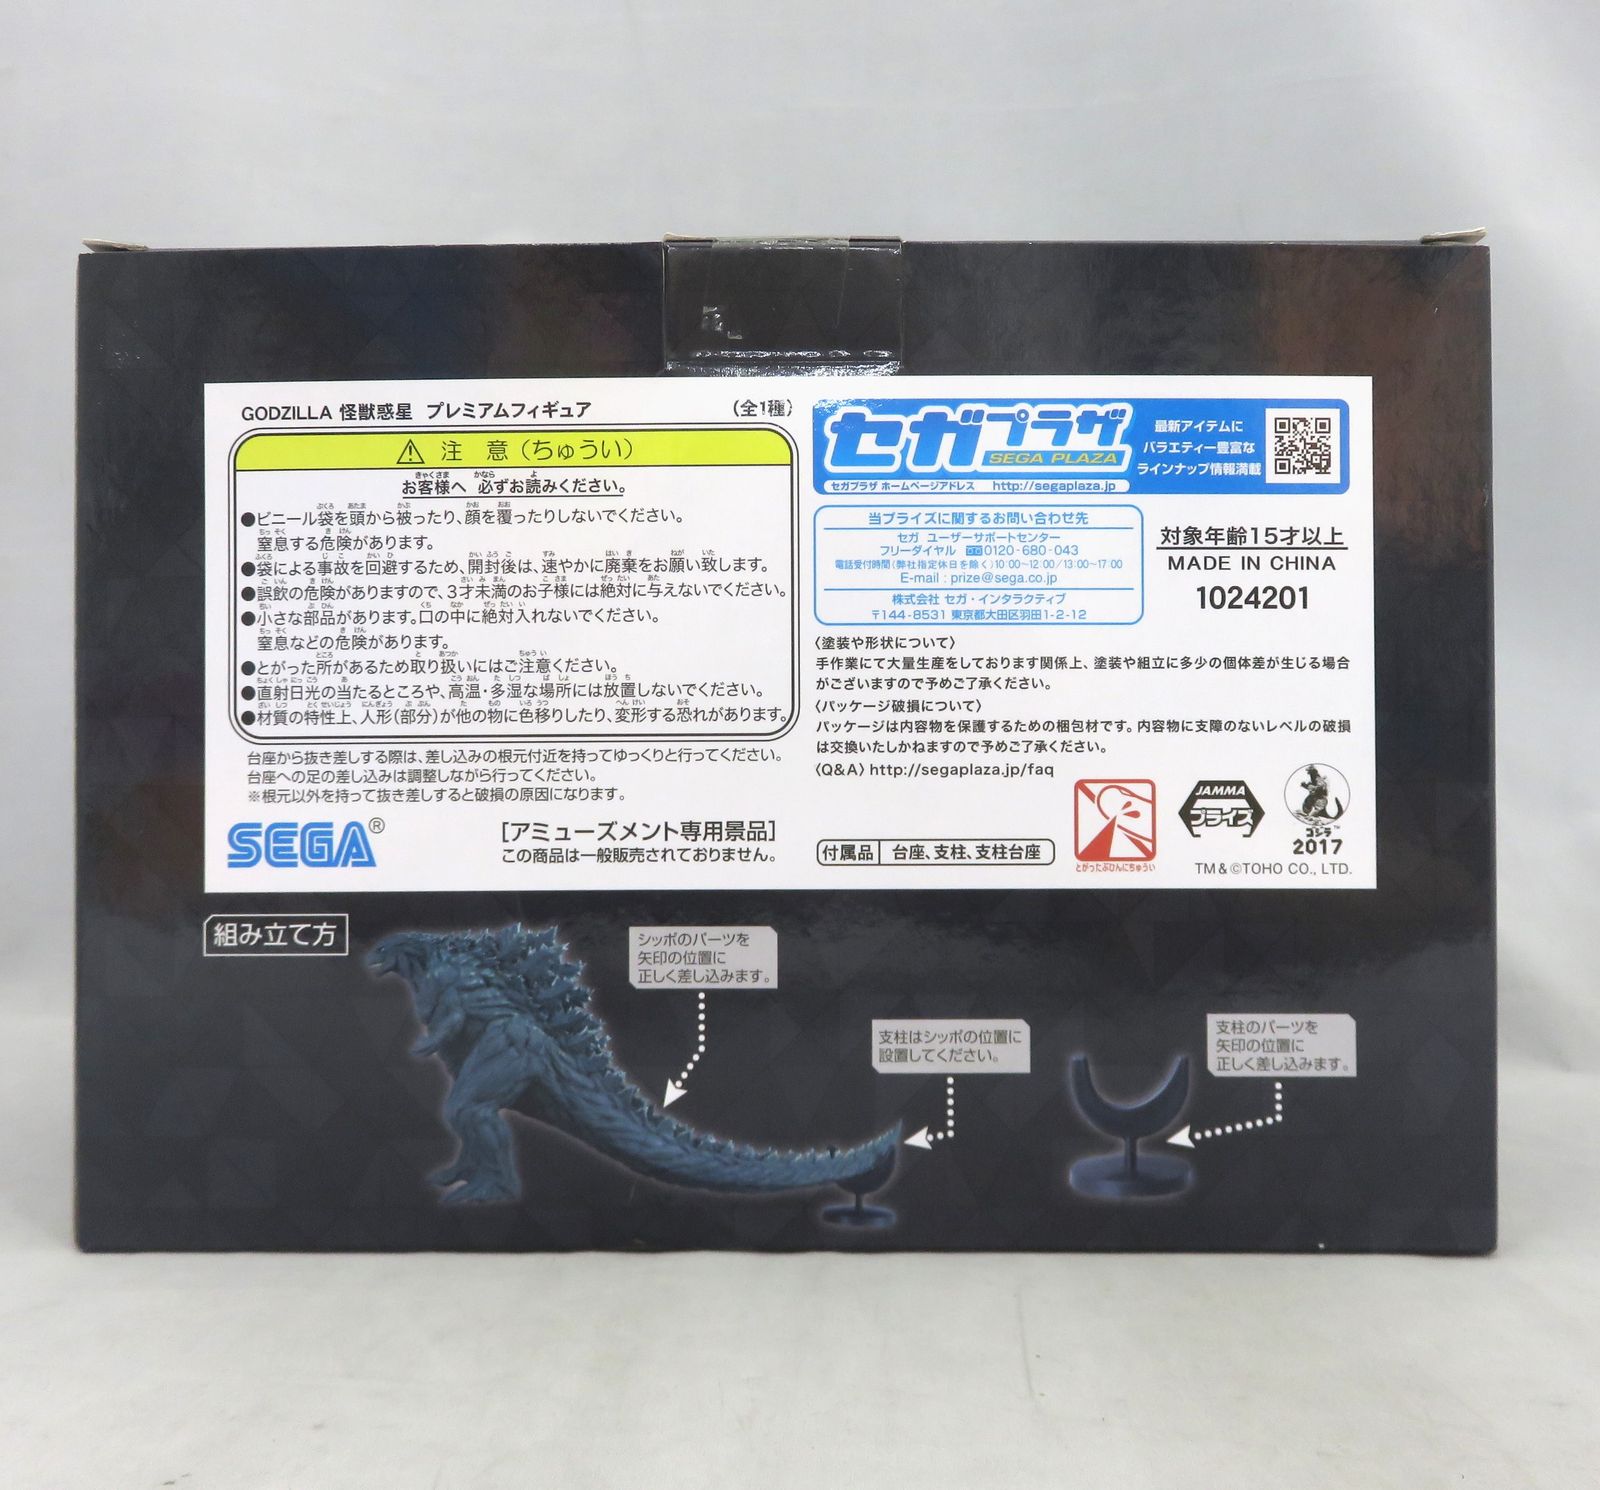 GODZILLA 怪獣惑星 プレミアムフィギュア (全1種)
⚠ 注 意(ちゅうい)
お客様へ 必ずお読みください。
●ビニール袋を頭から被ったり、顔を覆ったりしないでください。
窒息する危険があります。
●袋による事故を回避するため、開封後は、速やかに廃棄をお願い致します。
●誤飲の危険がありますので、3才未満のお子様には絶対に与えないでください。
●小さな部品があります。口の中に絶対入れないでください。
窒息などの危険があります。
●とがった所があるため取り扱いにはご注意ください。
●直射日光の当たるところや、高温・多湿な場所には放置しないでください。
●材質の特性上、人形(部分)が他の物に色移りしたり、変形する恐れがあります。
台座から抜き差しする際は、差し込みの根元付近を持ってゆっくりと行ってください。
台座への足の差し込みは調整しながら行ってください。
※根元以外を持って抜き差しすると破損の原因になります。
SEGA®
[アミューズメント専用景品]
この商品は一般販売されておりません。
セガプラザ
SEGA PLAZA
セガプラザ ホームページアドレス http://segaplaza.jp
最新アイテムに
バラエティー豊富な
ラインナップ情報満載
当プライズに関するお問い合わせ先
セガ ユーザーサポートセンター
フリーダイヤル 0120-680-043
電話受付時間(弊社指定休日を除く)10:00~12:00/13:00~17:00
E-mail:prize@sega.co.jp
株式会社 セガ・インタラクティブ
〒144-8531 東京都大田区羽田1-2-12
対象年齢15才以上
MADE IN CHINA
1024201
〈塗装や形状について〉
手作業にて大量生産をしております関係上、塗装や組立に多少の個体差が生じる場合
がございますので予めご了承ください。
〈パッケージ破損について〉
パッケージは内容物を保護するための梱包材です。内容物に支障のないレベルの破損
は交換いたしかねますので予めご了承ください。
〈Q&A〉http://segaplaza.jp/faq
付属品 台座、支柱、支柱台座
とがったぶひんにちゅうい
JAMMA
プライズ
ゴジラ™
2017
TM&©TOHO CO., LTD.
組み立て方
シッポのパーツを
矢印の位置に
正しく差し込みます。
支柱はシッポの位置に
設置してください。
支柱のパーツを
矢印の位置に
正しく差し込みます。